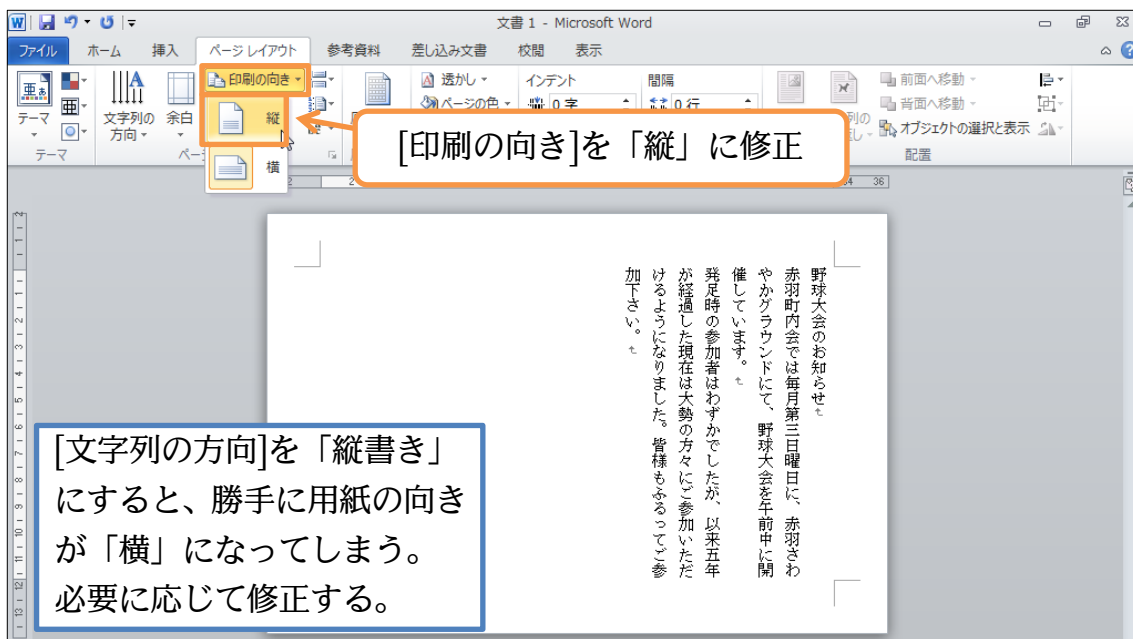 文書 1 - Microsoft Word
ファイル ホーム 挿入 ページ レイアウト 参考資料 差し込み文書 校閲 表示
印刷の向き
透かし
インデント
間隔
前面へ移動
ページの色
0 字
0 行
背面へ移動
テーマ
文字列の
方向
余白
縦
オブジェクトの選択と表示
テーマ
配置
横
[印刷の向き]を「縦」に修正
野球大会のお知らせ
赤羽町内会では毎月第三日曜日に、赤羽さわ
やかグラウンドにて、野球大会を午前中に開
催しています。
発足時の参加者はわずかでしたが、以来五年
が経過した現在は大勢の方々にご参加いただ
けるようになりました。皆様もふるってご参
加下さい。
[文字列の方向]を「縦書き」
にすると、勝手に用紙の向き
が「横」になってしまう。
必要に応じて修正する。